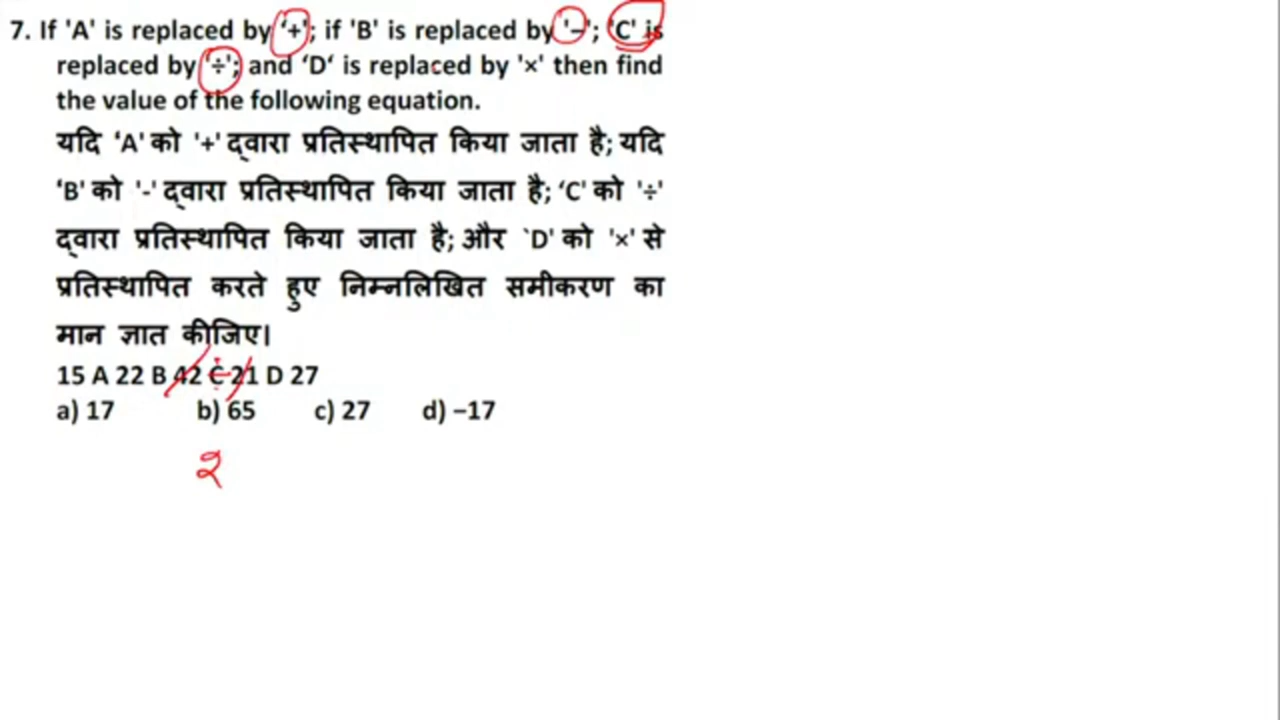 7. If 'A' is replaced by ‘+'; if 'B' is replaced by '−'; 'C' is
replaced by '÷'; and ‘D‘ is replaced by '×' then find
the value of the following equation.
यदि ‘A' को '+' द्वारा प्रतिस्थापित किया जाता है; यदि
‘B' को '-' द्वारा प्रतिस्थापित किया जाता है; ‘C' को '÷'
द्वारा प्रतिस्थापित किया जाता है; और `D' को '×' से
प्रतिस्थापित करते हुए निम्नलिखित समीकरण का
मान ज्ञात कीजिए।
15 A 22 B 42 C 21 D 27
a) 17 b) 65 c) 27 d) −17
2